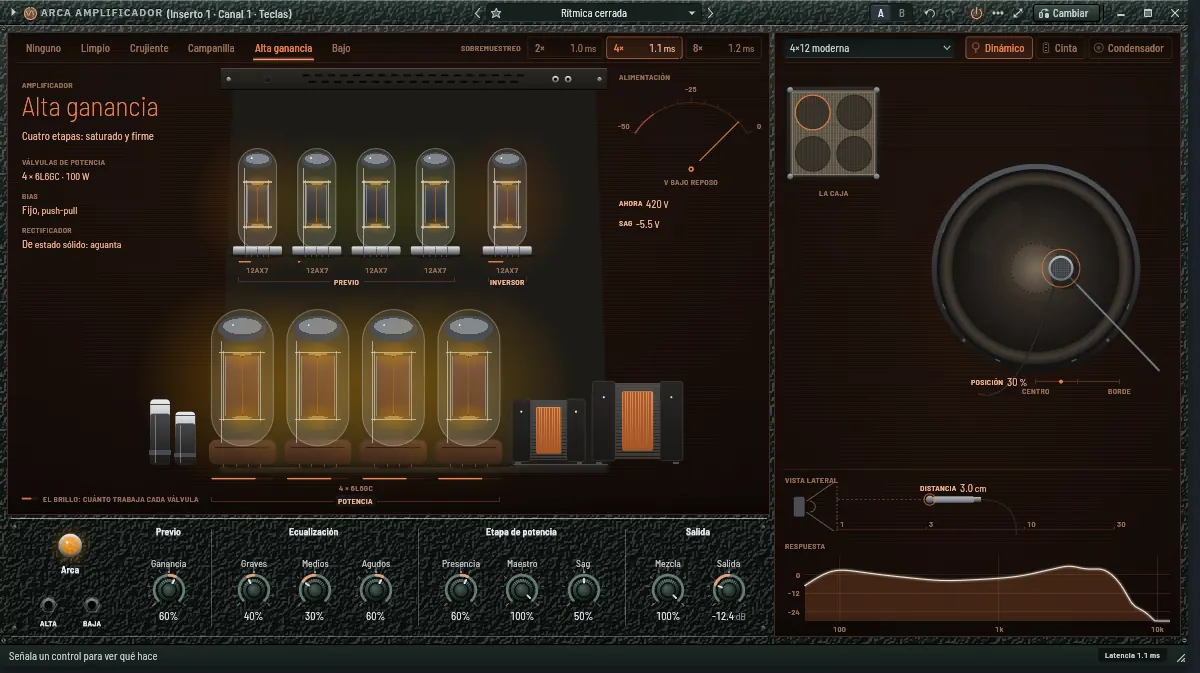 ARCA AMPLIFICADOR (Inserto 1 · Canal 1 · Teclas)
Rítmica cerrada
A B
Cambiar
Ninguno Limpio Crujiente Campanilla Alta ganancia Bajo
SOBREMUESTREO 2× 1.0 ms 4× 1.1 ms 8× 1.2 ms
4×12 moderna
Dinámico Cinta Condensador
AMPLIFICADOR
Alta ganancia
Cuatro etapas: saturado y firme
VÁLVULAS DE POTENCIA
4 × 6L6GC · 100 W
BIAS
Fijo, push-pull
RECTIFICADOR
De estado sólido: aguanta
ALIMENTACIÓN
-50 -25 0
V BAJO REPOSO
AHORA 420 V
SAG -5.5 V
12AX7 12AX7 12AX7 12AX7 12AX7
PREVIO INVERSOR
4 × 6L6GC
POTENCIA
EL BRILLO: CUÁNTO TRABAJA CADA VÁLVULA
LA CAJA
POSICIÓN 30 %
CENTRO BORDE
VISTA LATERAL
DISTANCIA 3.0 cm
1 3 10 30
RESPUESTA
0
-12
-24
100 1k 10k
Arca
ALTA BAJA
Previo
Ganancia
60%
Ecualización
Graves Medios Agudos
40% 30% 60%
Etapa de potencia
Presencia Maestro Sag
60% 100% 50%
Salida
Mezcla Salida
100% -12.4 dB
Señala un control para ver qué hace
Latencia 1.1 ms